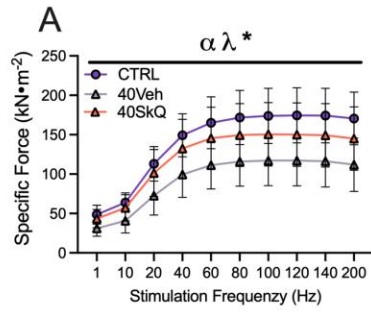 A
α λ *
Specific Force (kN•m⁻²)
250
200
150
100
50
0
CTRL
40Veh
40SkQ
1 10 20 40 60 80 100 120 140 200
Stimulation Frequenzy (Hz)